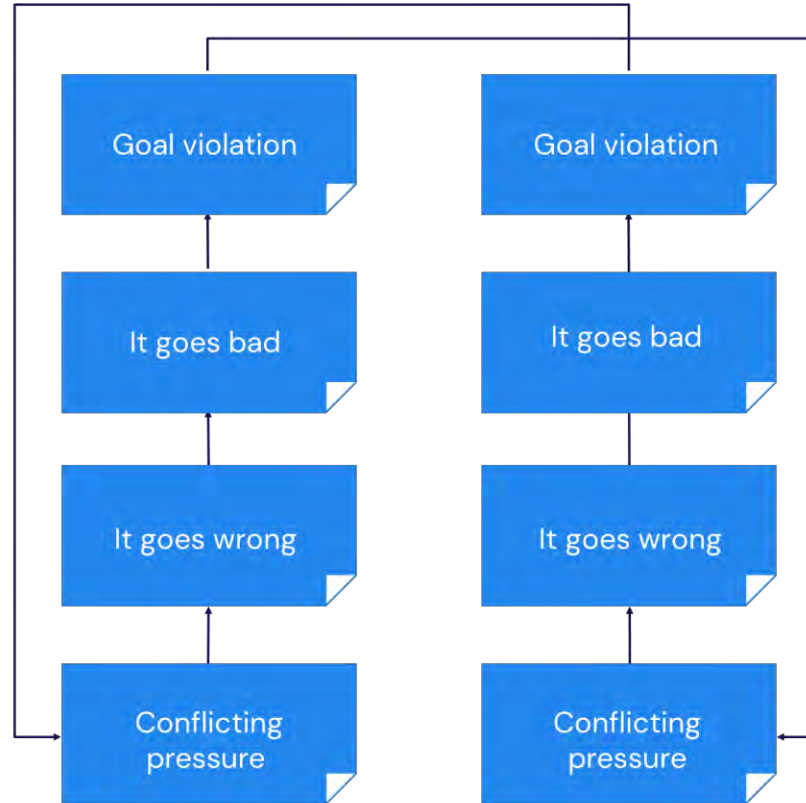 Goal violation
Goal violation
It goes bad
It goes bad
It goes wrong
It goes wrong
Conflicting
pressure
Conflicting
pressure